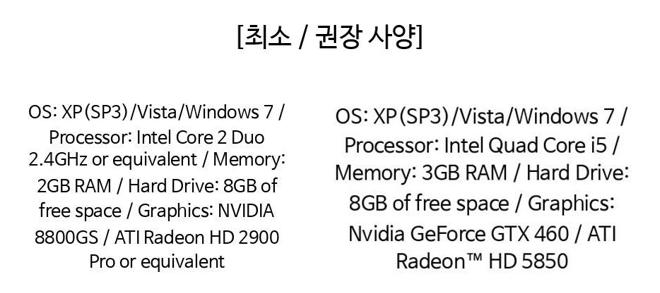 [최소 / 권장 사양]
OS: XP(SP3)/Vista/Windows 7 /
Processor: Intel Core 2 Duo
2.4GHz or equivalent / Memory:
2GB RAM / Hard Drive: 8GB of
free space / Graphics: NVIDIA
8800GS / ATI Radeon HD 2900
Pro or equivalent
OS: XP(SP3)/Vista/Windows 7 /
Processor: Intel Quad Core i5 /
Memory: 3GB RAM / Hard Drive:
8GB of free space / Graphics:
Nvidia GeForce GTX 460 / ATI
Radeon™ HD 5850